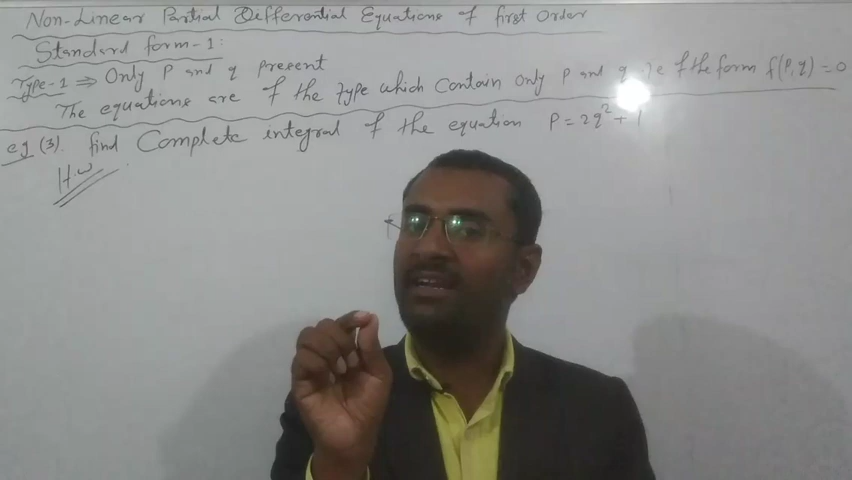 Non-Linear Partial Differential Equations of first Order
Standard form-1:
Type-1 ⇒ Only P and q present
The equations are of the type which contain only p and q i.e of the form f(p,q) = 0
eg (3). find Complete integral of the equation P = 2q² + 1
H.W